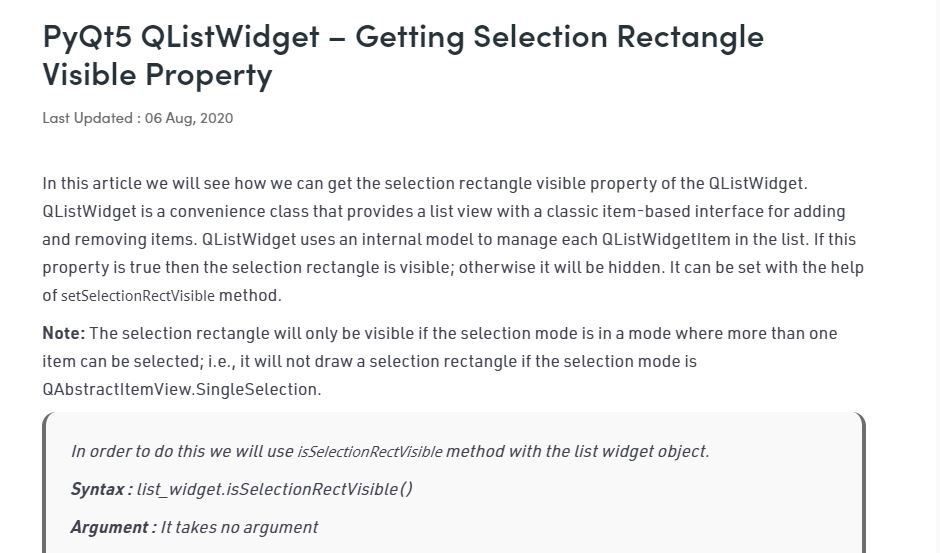 PyQt5 QListWidget – Getting Selection Rectangle
Visible Property
Last Updated : 06 Aug, 2020
In this article we will see how we can get the selection rectangle visible property of the QListWidget.
QListWidget is a convenience class that provides a list view with a classic item-based interface for adding
and removing items. QListWidget uses an internal model to manage each QListWidgetItem in the list. If this
property is true then the selection rectangle is visible; otherwise it will be hidden. It can be set with the help
of setSelectionRectVisible method.
Note: The selection rectangle will only be visible if the selection mode is in a mode where more than one
item can be selected; i.e., it will not draw a selection rectangle if the selection mode is
QAbstractItemView.SingleSelection.
In order to do this we will use isSelectionRectVisible method with the list widget object.
Syntax : list_widget.isSelectionRectVisible()
Argument : It takes no argument